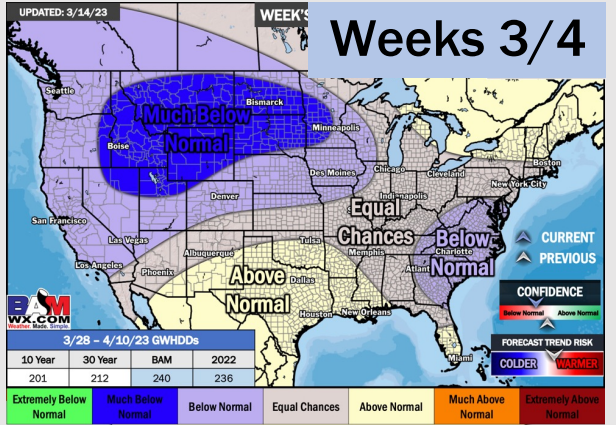 UPDATED: 3/14/23
WEEK'S
Weeks 3/4
Seattle
Much Below
Normal
Bismarck
Minneapolis
Boise
Des Moines
Chicago
Cleveland
Boston
New York City
Denver
Indianapolis
San Francisco
Equal
Chances
Las Vegas
Los Angeles
Albuquerque
Phoenix
Tulsa
Memphis
Below
Charlotte
Normal
Atlant
CURRENT
PREVIOUS
Above
Normal
Dallas
Houston
New Orleans
Miami
CONFIDENCE
Below Normal
Above Normal
FORECAST TREND RISK
COLDER
WARMER
BAM
WX.COM
Weather. Made. Simple.
3/28 – 4/10/23 GWHDDs
10 Year 30 Year BAM 2022
201 212 240 236
Extremely Below
Normal
Much Below
Normal
Below Normal
Equal Chances
Above Normal
Much Above
Normal
Extremely Above
Normal